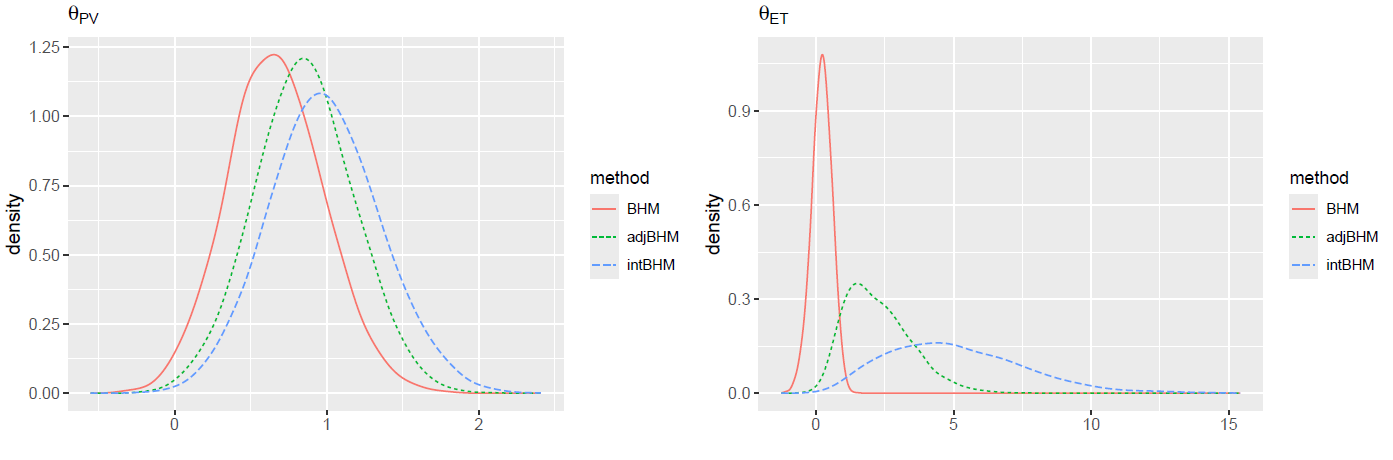 θPV
density
1.25
1.00
0.75
0.50
0.25
0.00
0
1
2
method
BHM
adjBHM
intBHM
θET
density
0.9
0.6
0.3
0.0
0
5
10
15
method
BHM
adjBHM
intBHM